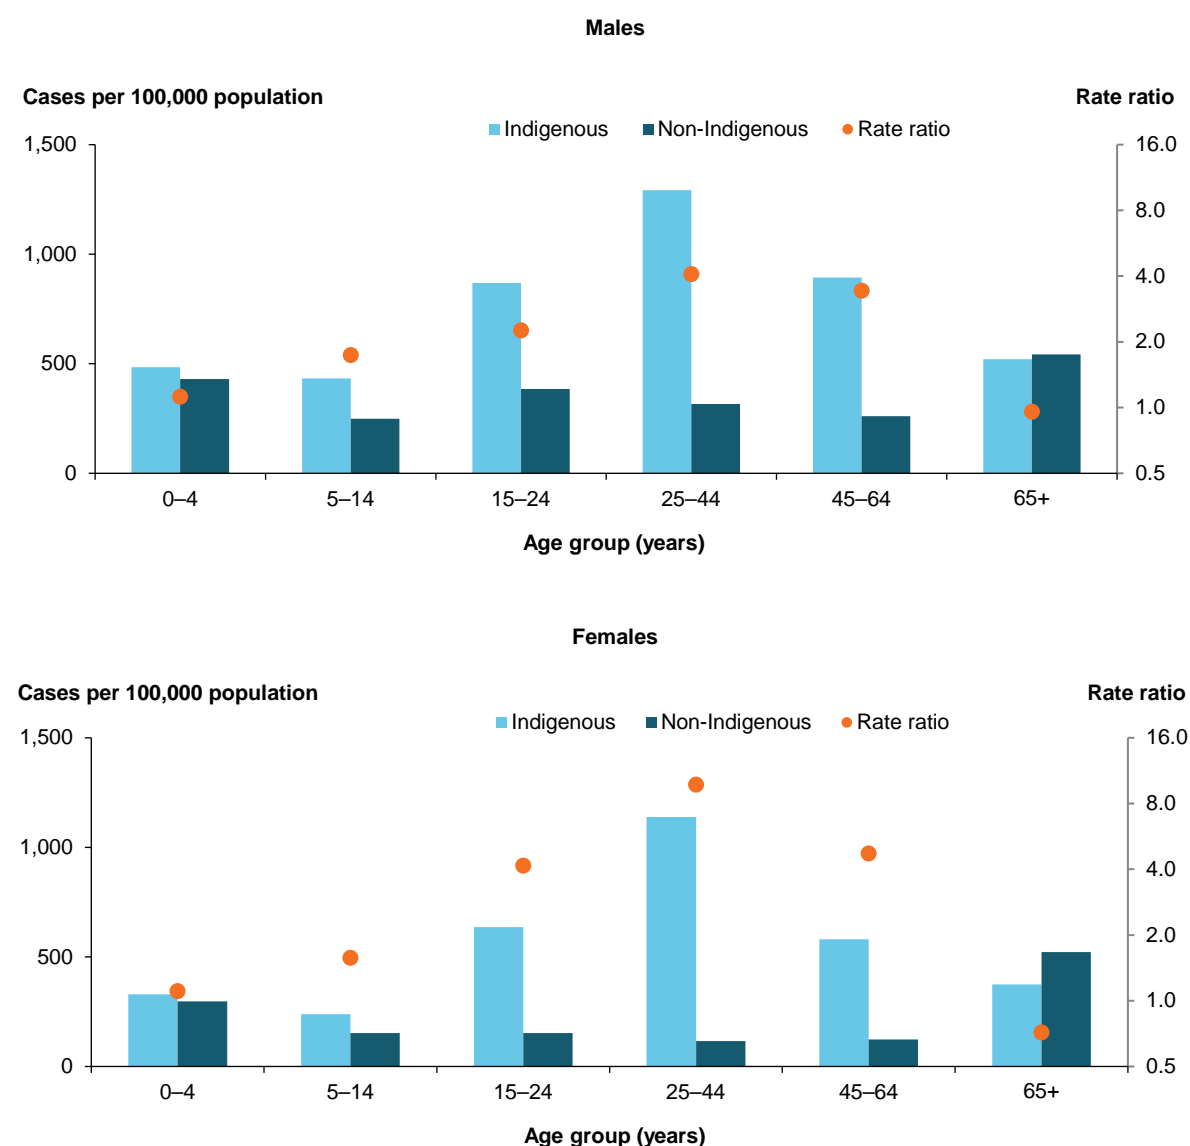 Males
Cases per 100,000 population Rate ratio
Indigenous Non-Indigenous Rate ratio
1,500 16.0
8.0
1,000 4.0
2.0
500 1.0
0 0.5
0–4 5–14 15–24 25–44 45–64 65+
Age group (years)
Females
Cases per 100,000 population Rate ratio
Indigenous Non-Indigenous Rate ratio
1,500 16.0
8.0
1,000 4.0
2.0
500 1.0
0 0.5
0–4 5–14 15–24 25–44 45–64 65+
Age group (years)